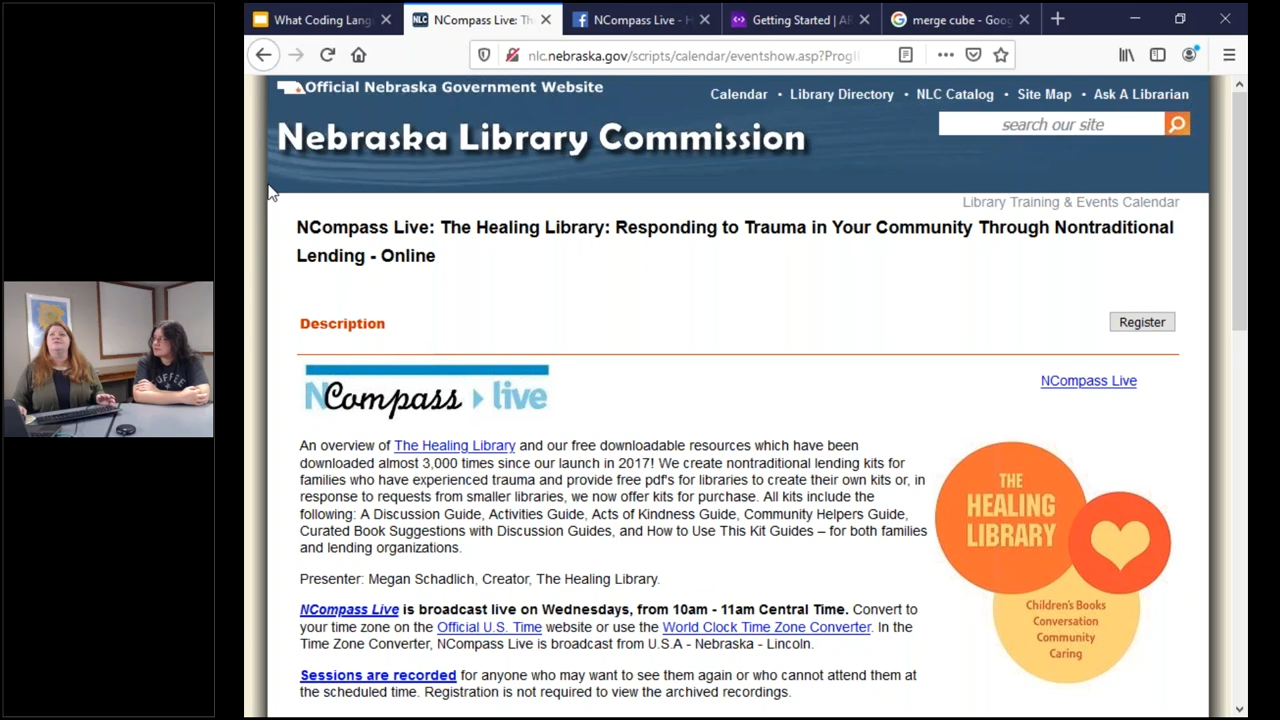 What Coding Lang
NCompass Live: Th
NCompass Live - H
Getting Started | A
merge cube - Goog
nlc.nebraska.gov/scripts/calendar/eventshow.asp?Progl
Official Nebraska Government Website
Calendar • Library Directory • NLC Catalog • Site Map • Ask A Librarian
Nebraska Library Commission
search our site
Library Training & Events Calendar
NCompass Live: The Healing Library: Responding to Trauma in Your Community Through Nontraditional
Lending - Online
Description
Register
NCompass live
NCompass Live
An overview of The Healing Library and our free downloadable resources which have been
downloaded almost 3,000 times since our launch in 2017! We create nontraditional lending kits for
families who have experienced trauma and provide free pdf's for libraries to create their own kits or, in
response to requests from smaller libraries, we now offer kits for purchase. All kits include the
following: A Discussion Guide, Activities Guide, Acts of Kindness Guide, Community Helpers Guide,
Curated Book Suggestions with Discussion Guides, and How to Use This Kit Guides – for both families
and lending organizations.
THE
HEALING
LIBRARY
Children's Books
Conversation
Community
Caring
Presenter: Megan Schadlich, Creator, The Healing Library.
NCompass Live is broadcast live on Wednesdays, from 10am - 11am Central Time. Convert to
your time zone on the Official U.S. Time website or use the World Clock Time Zone Converter. In the
Time Zone Converter, NCompass Live is broadcast from U.S.A - Nebraska - Lincoln.
Sessions are recorded for anyone who may want to see them again or who cannot attend them at
the scheduled time. Registration is not required to view the archived recordings.
COFFEE